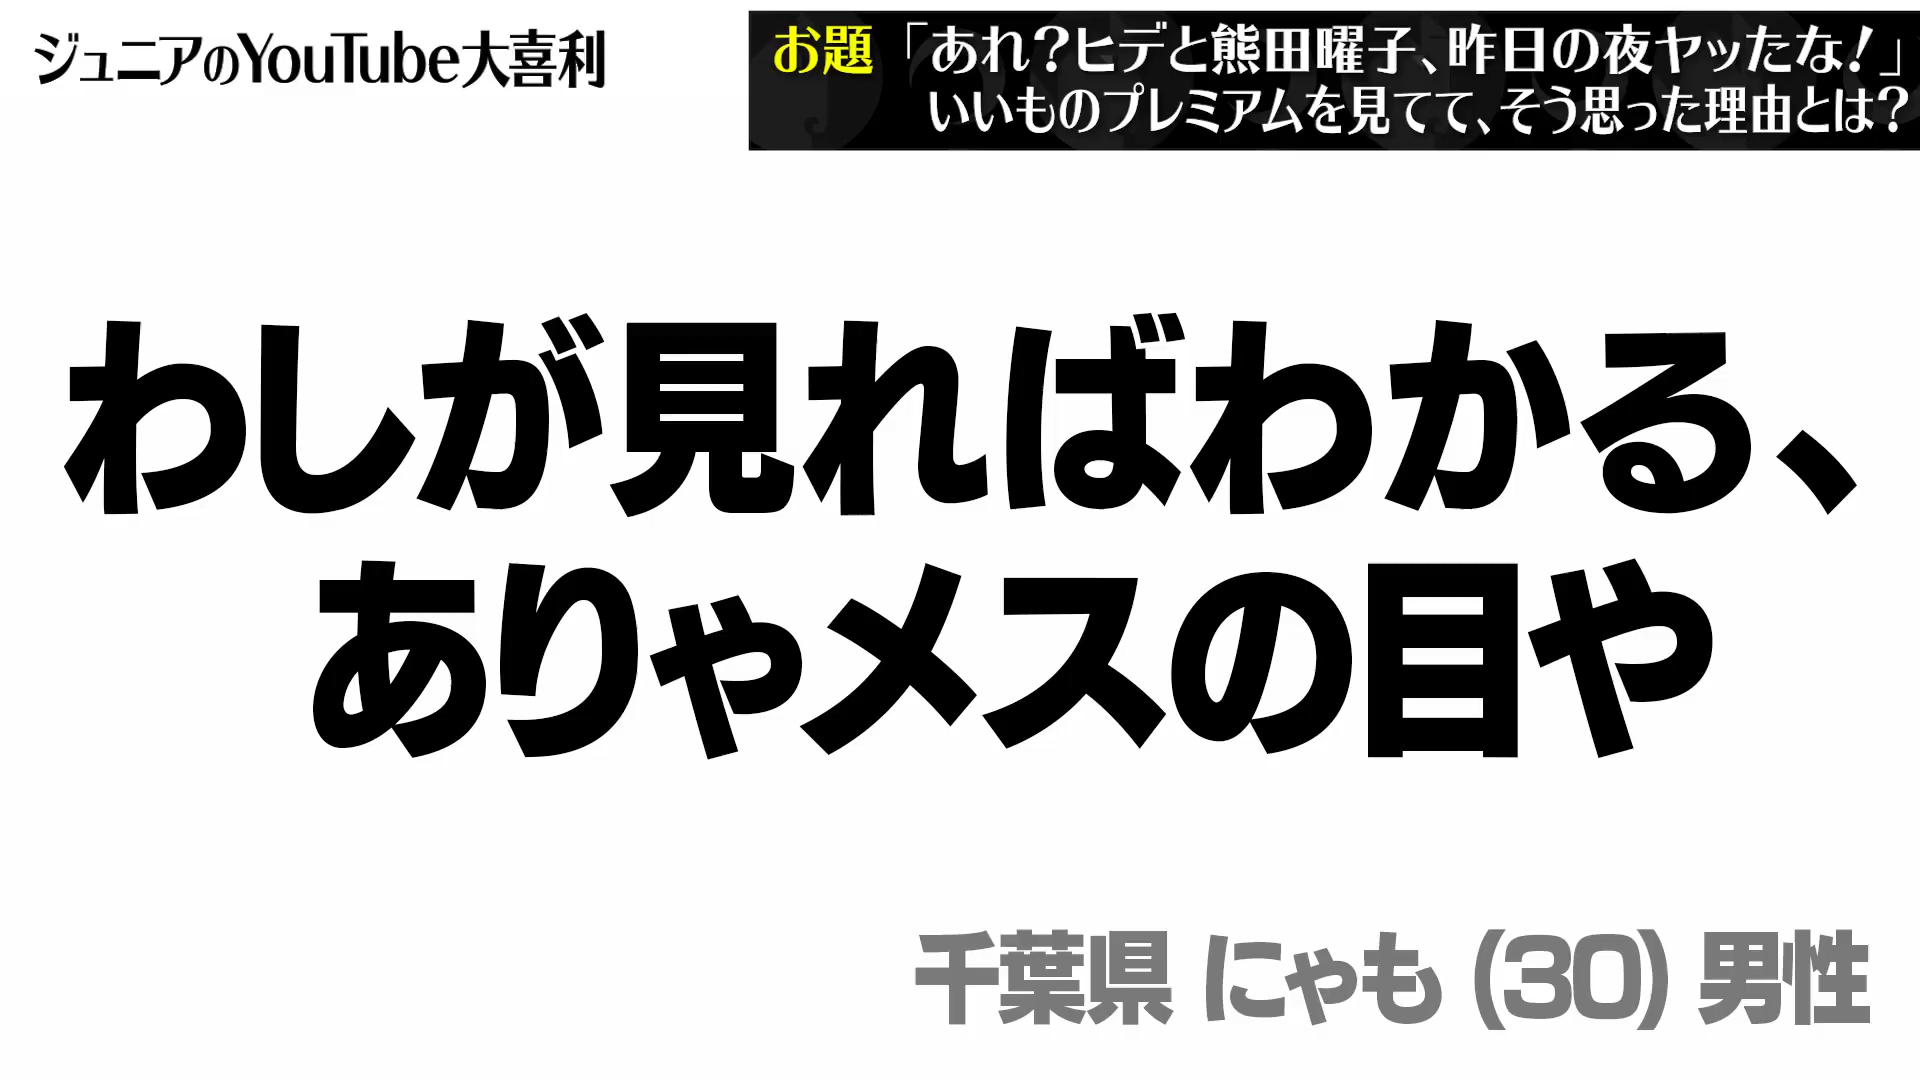 ジュニアのYouTube大喜利
お題「あれ？ヒデと熊田曜子、昨日の夜ヤッたな！」
いいものプレミアムを見てて、そう思った理由とは？
わしが見ればわかる、
ありゃメスの目や
千葉県 にゃも (30) 男性